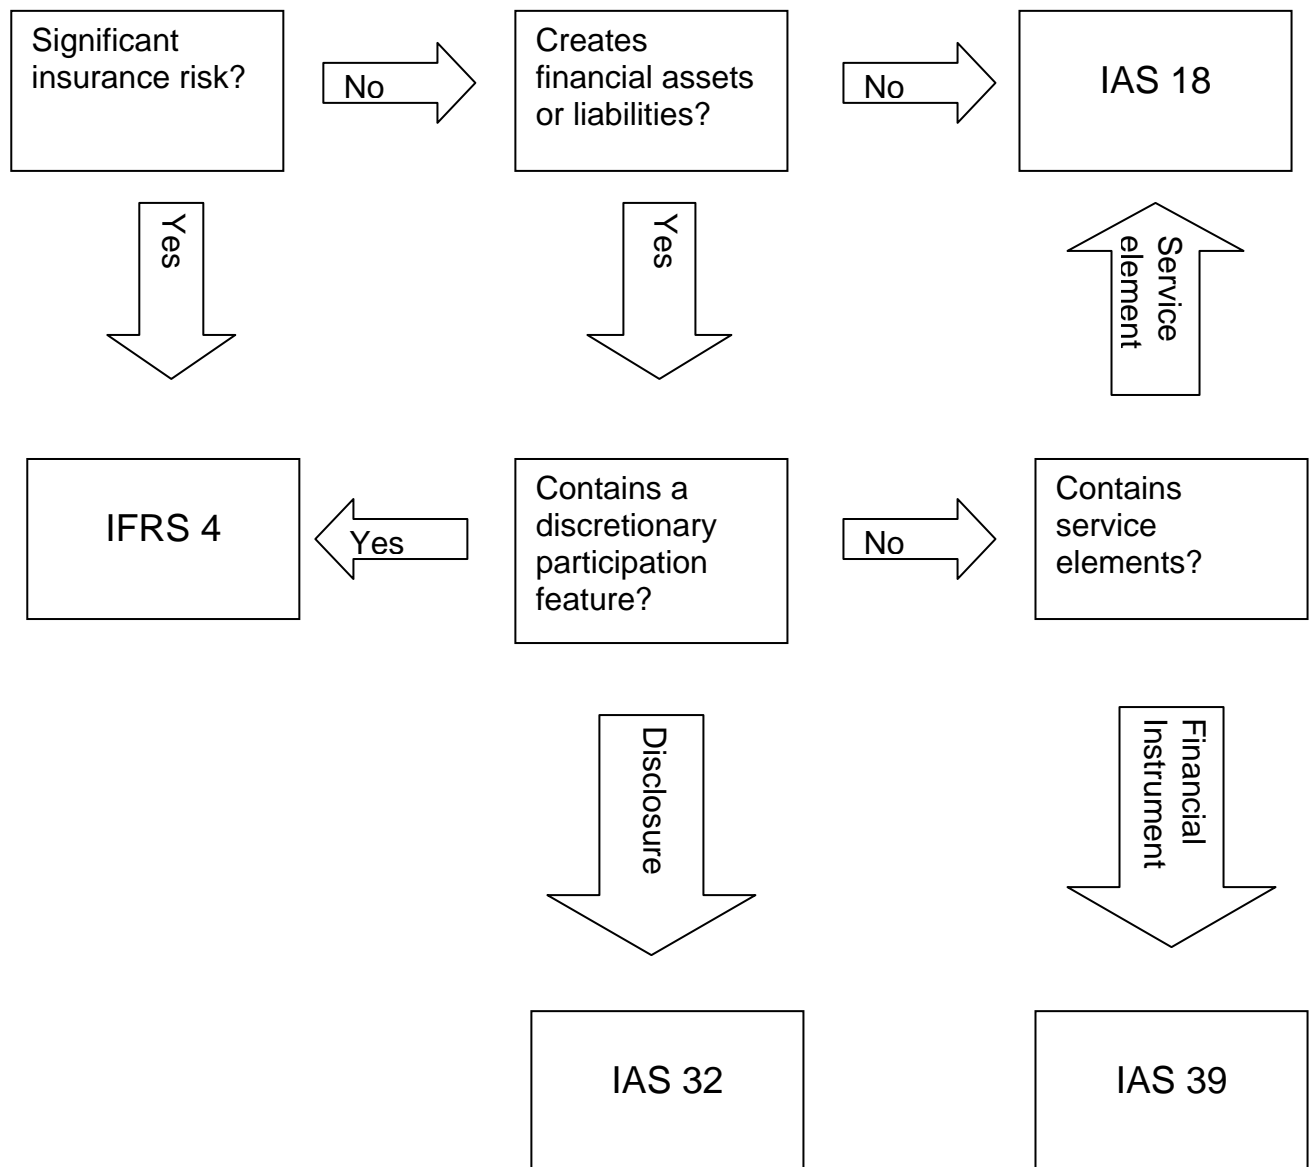 Significant
insurance risk?
No
Creates
financial assets
or liabilities?
No
IAS 18
Yes
Yes
Service
element
IFRS 4
Yes
Contains a
discretionary
participation
feature?
No
Contains
service
elements?
Disclosure
Financial
Instrument
IAS 32
IAS 39